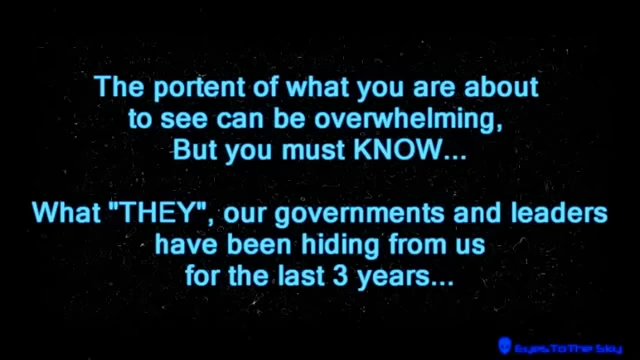 The portent of what you are about
to see can be overwhelming,
But you must KNOW...
What "THEY", our governments and leaders
have been hiding from us
for the last 3 years...
EyesToTheSky